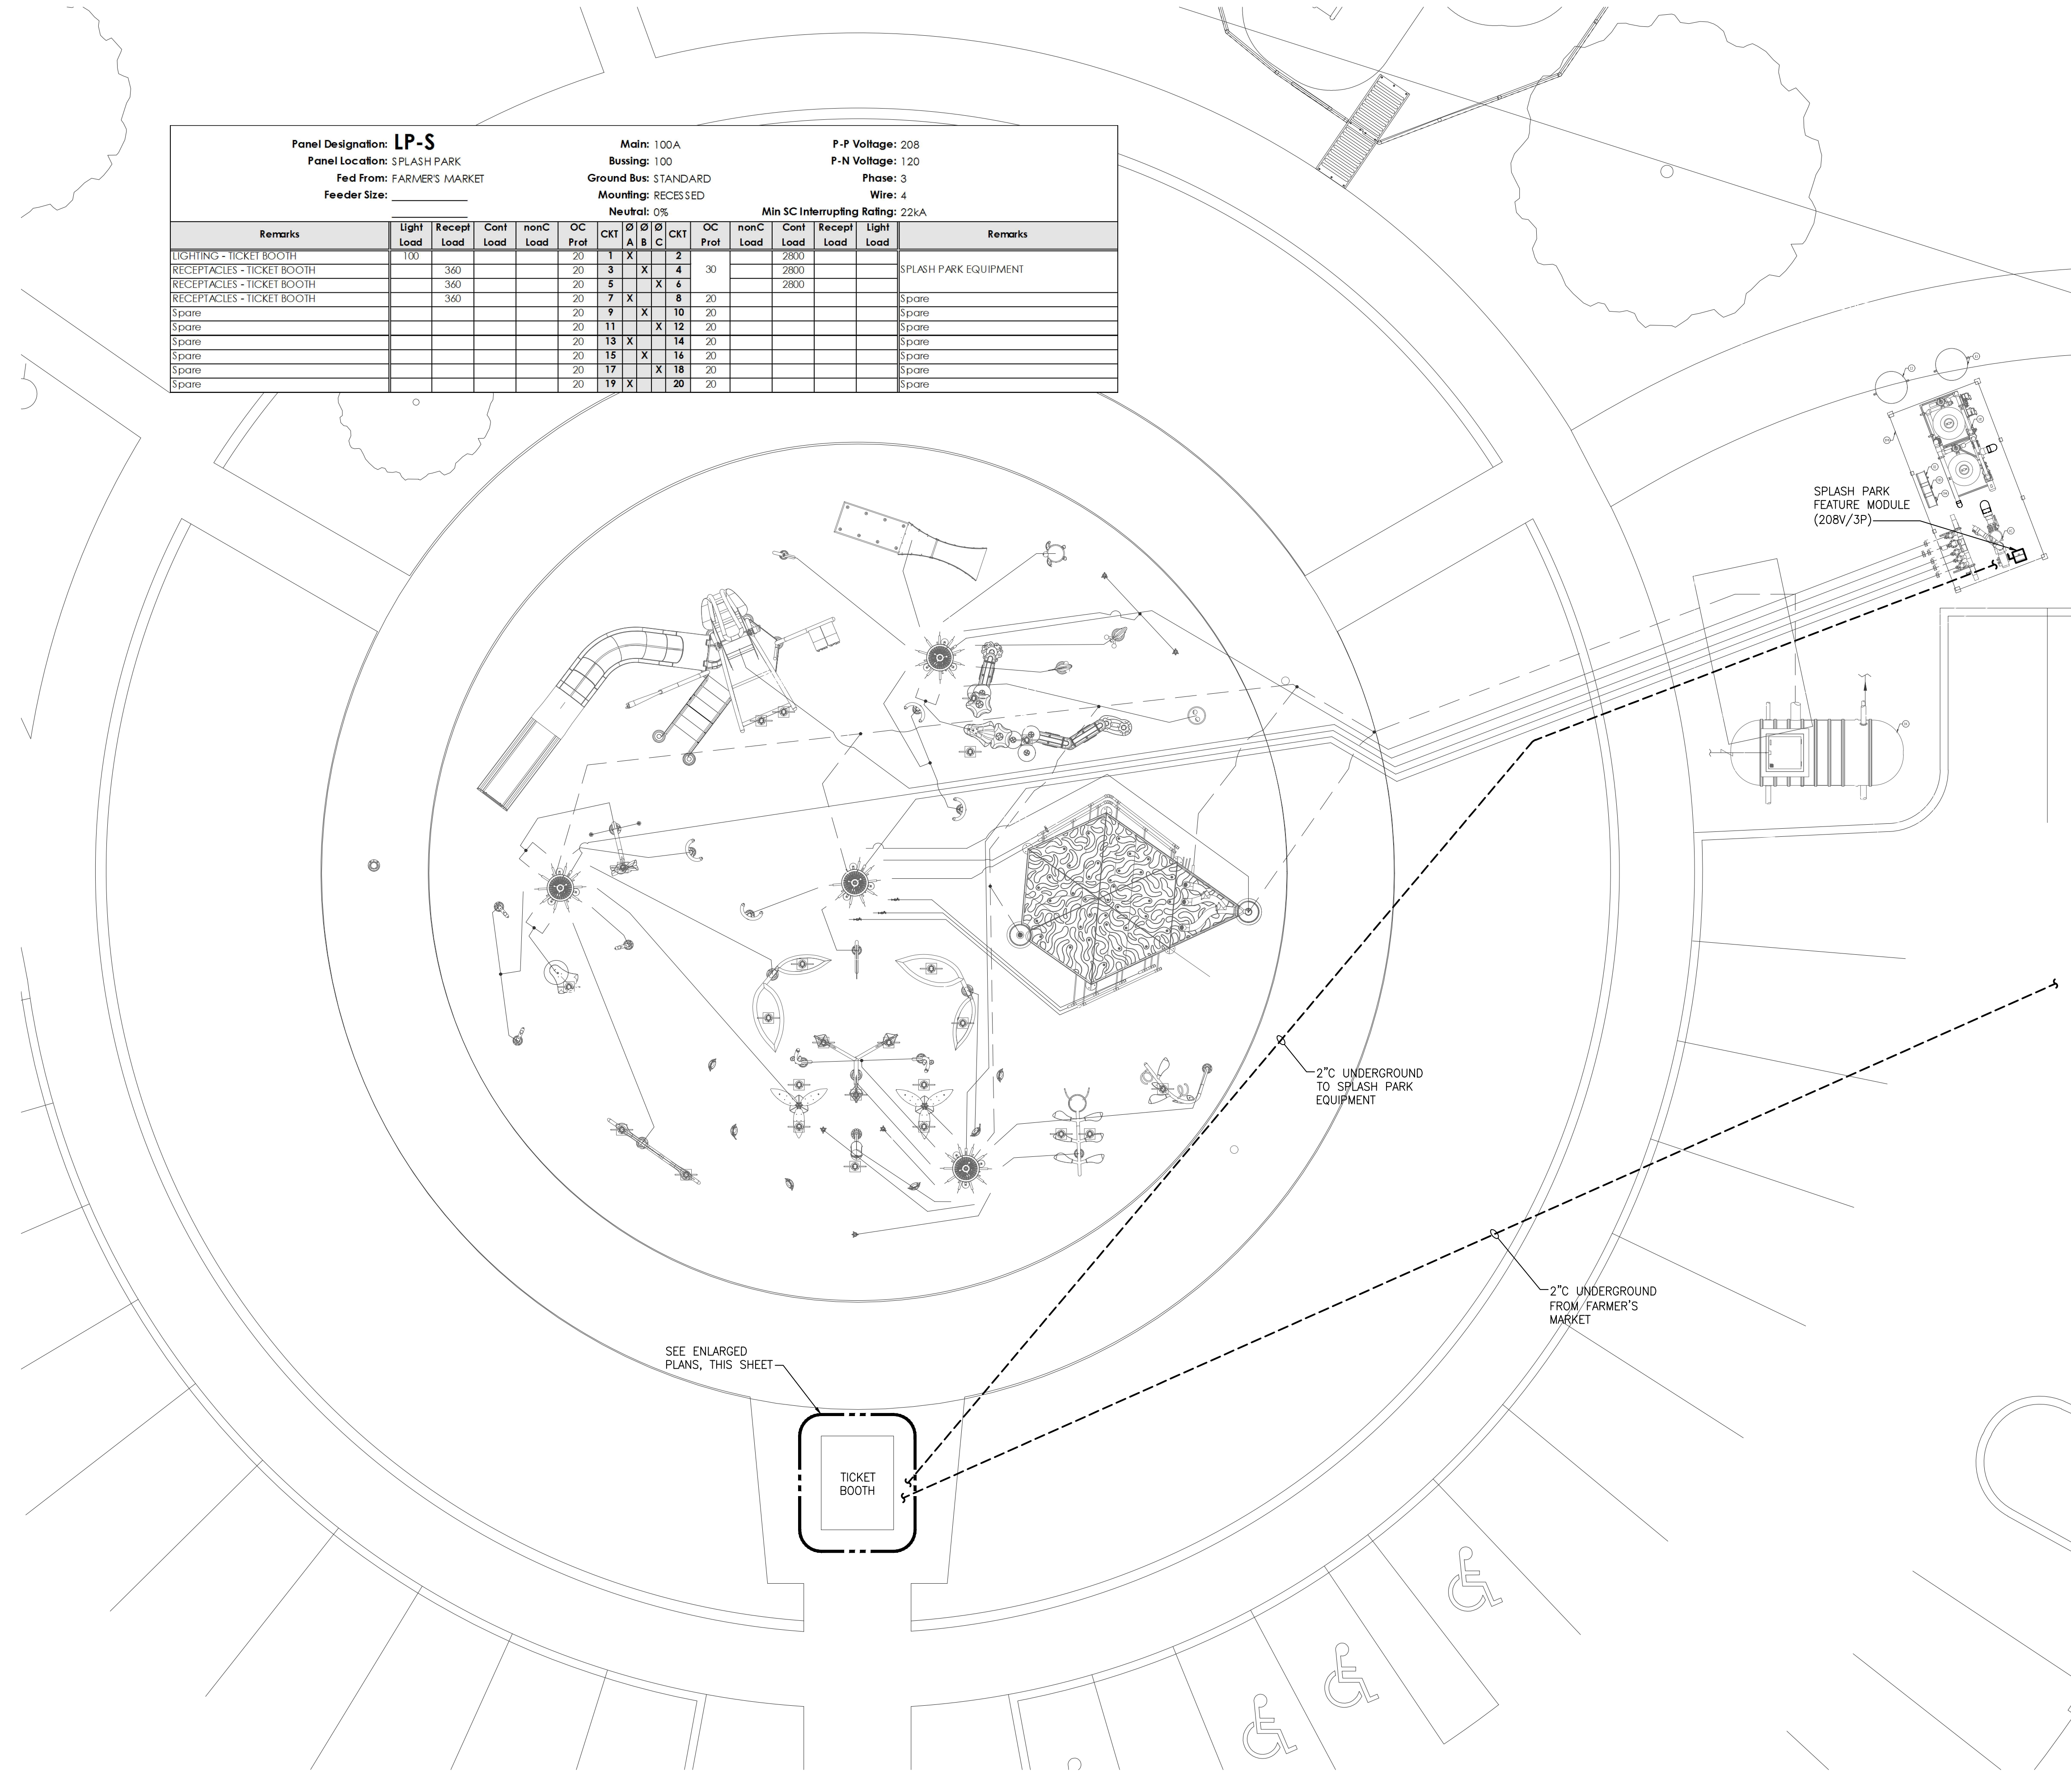 Panel Designation: LP-S Main: 100A P-P Voltage: 208
Panel Location: SPLASH PARK Bussing: 100 P-N Voltage: 120
Fed From: FARMER'S MARKET Ground Bus: STANDARD Phase: 3
Feeder Size: Mounting: RECESSED Wire: 4
Neutral: 0% Min SC Interrupting Rating: 22kA
Remarks Light Load Recept Load Cont Load nonC Load OC Prot CKT Ø A Ø B Ø C CKT OC Prot nonC Load Cont Load Recept Load Light Load Remarks
LIGHTING - TICKET BOOTH 100 20 1 X 2 2800
RECEPTACLES - TICKET BOOTH 360 20 3 X 4 30 2800 SPLASH PARK EQUIPMENT
RECEPTACLES - TICKET BOOTH 360 20 5 X 6 2800
RECEPTACLES - TICKET BOOTH 360 20 7 X 8 20 Spare
Spare 20 9 X 10 20 Spare
Spare 20 11 X 12 20 Spare
Spare 20 13 X 14 20 Spare
Spare 20 15 X 16 20 Spare
Spare 20 17 X 18 20 Spare
Spare 20 19 X 20 20 Spare
SPLASH PARK
FEATURE MODULE
(208V/3P)
2"C UNDERGROUND
TO SPLASH PARK
EQUIPMENT
2"C UNDERGROUND
FROM FARMER'S
MARKET
SEE ENLARGED
PLANS, THIS SHEET
TICKET
BOOTH